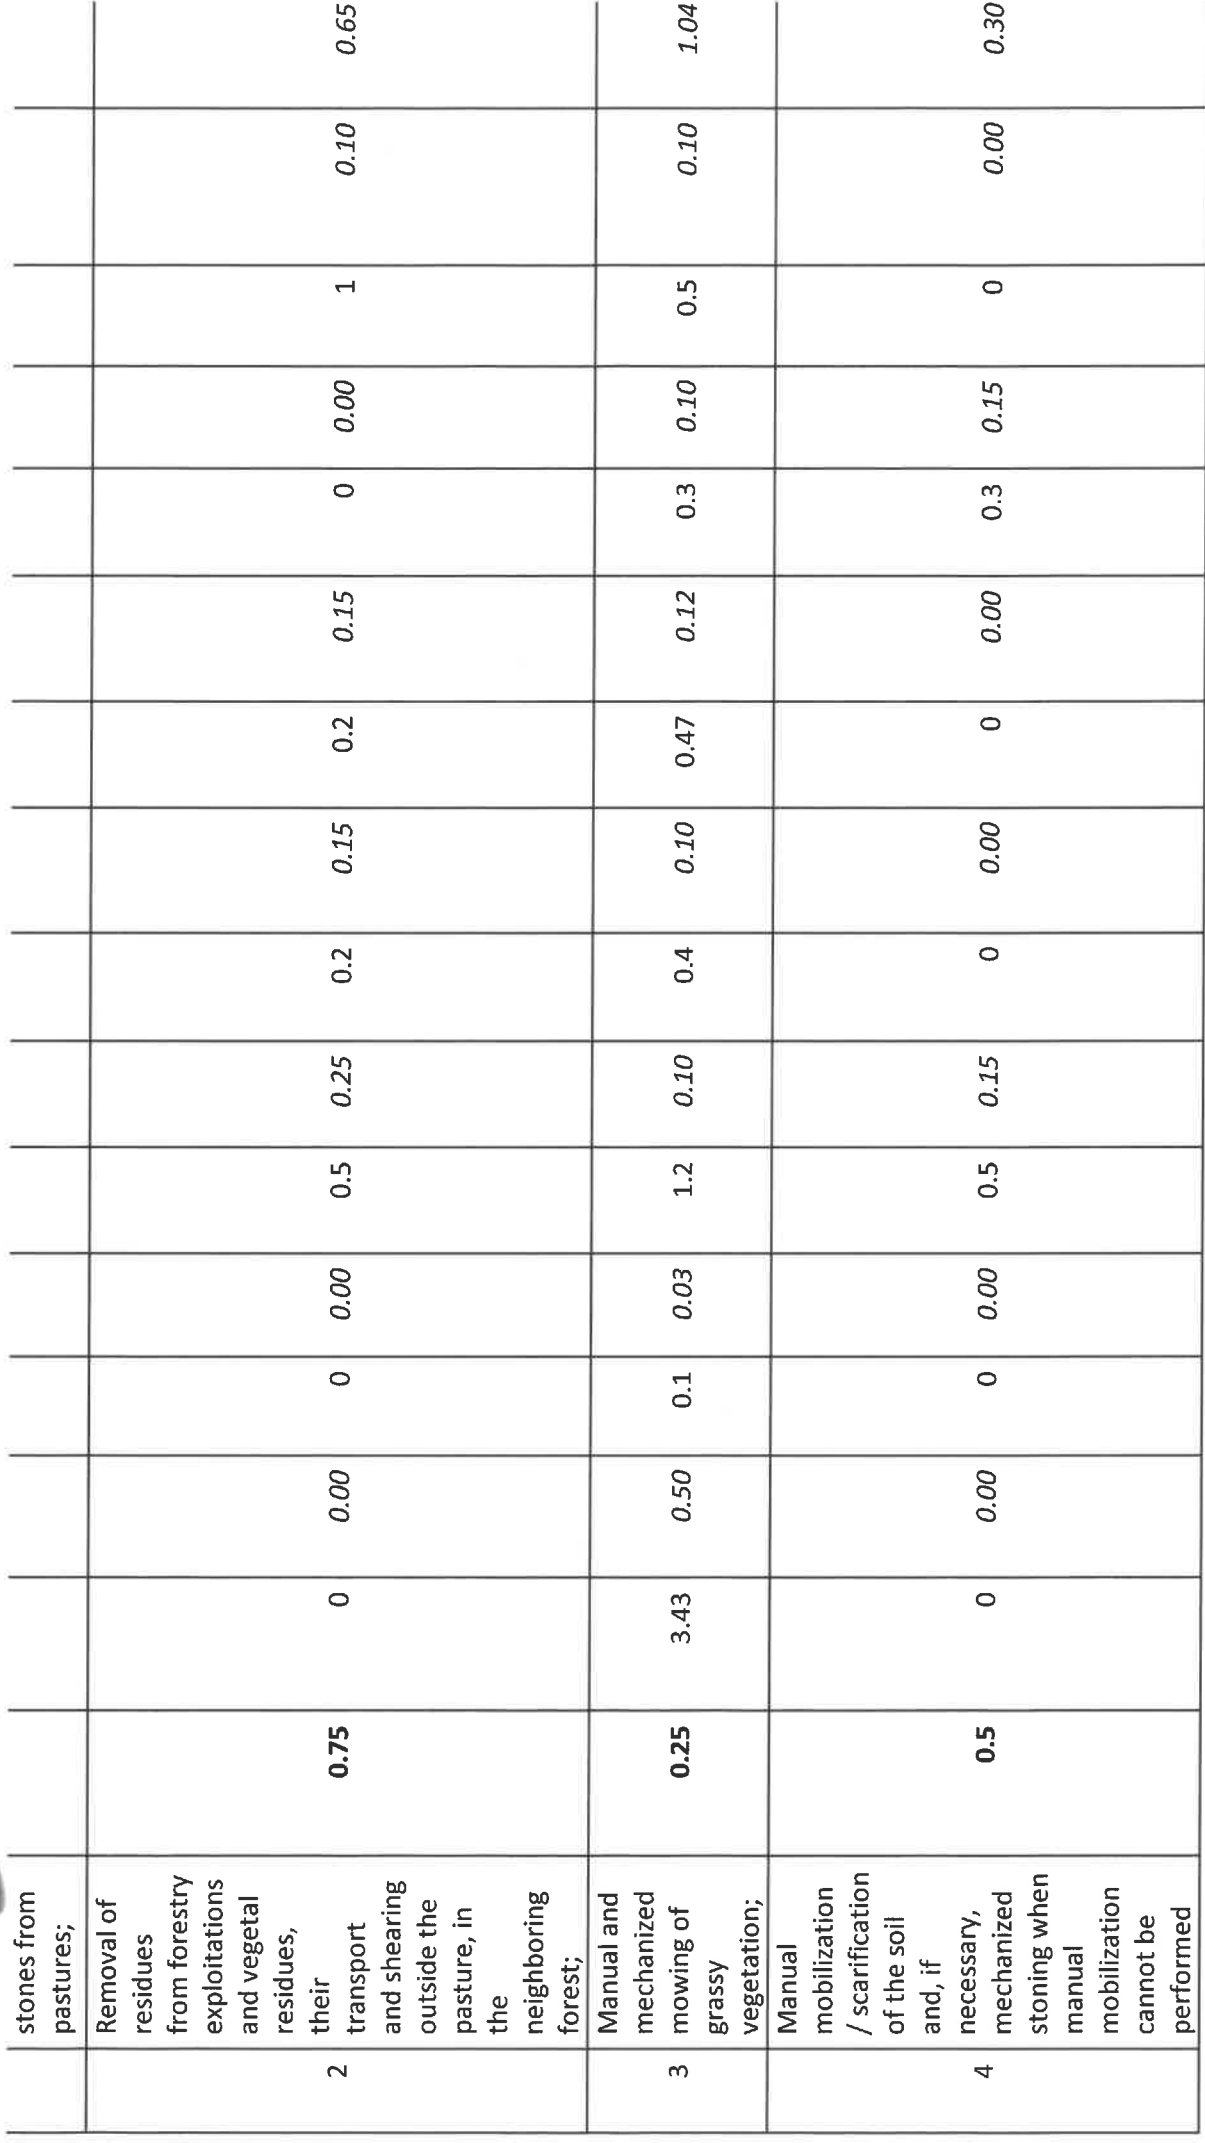 stones from
pastures;
2
Removal of
residues
from forestry
exploitations
and vegetal
residues,
their
transport
and shearing
outside the
pasture, in
the
neighboring
forest;
0.75
0
0.00
0
0.00
0.5
0.25
0.2
0.15
0.2
0.15
0
0.00
1
0.10
0.65
3
Manual and
mechanized
mowing of
grassy
vegetation;
0.25
3.43
0.50
0.1
0.03
1.2
0.10
0.4
0.10
0.47
0.12
0.3
0.10
0.5
0.10
1.04
4
Manual
mobilization
/ scarification
of the soil
and, if
necessary,
mechanized
stoning when
manual
mobilization
cannot be
performed
0.5
0
0.00
0
0.00
0.5
0.15
0
0.00
0
0.00
0.3
0.15
0
0.00
0.30